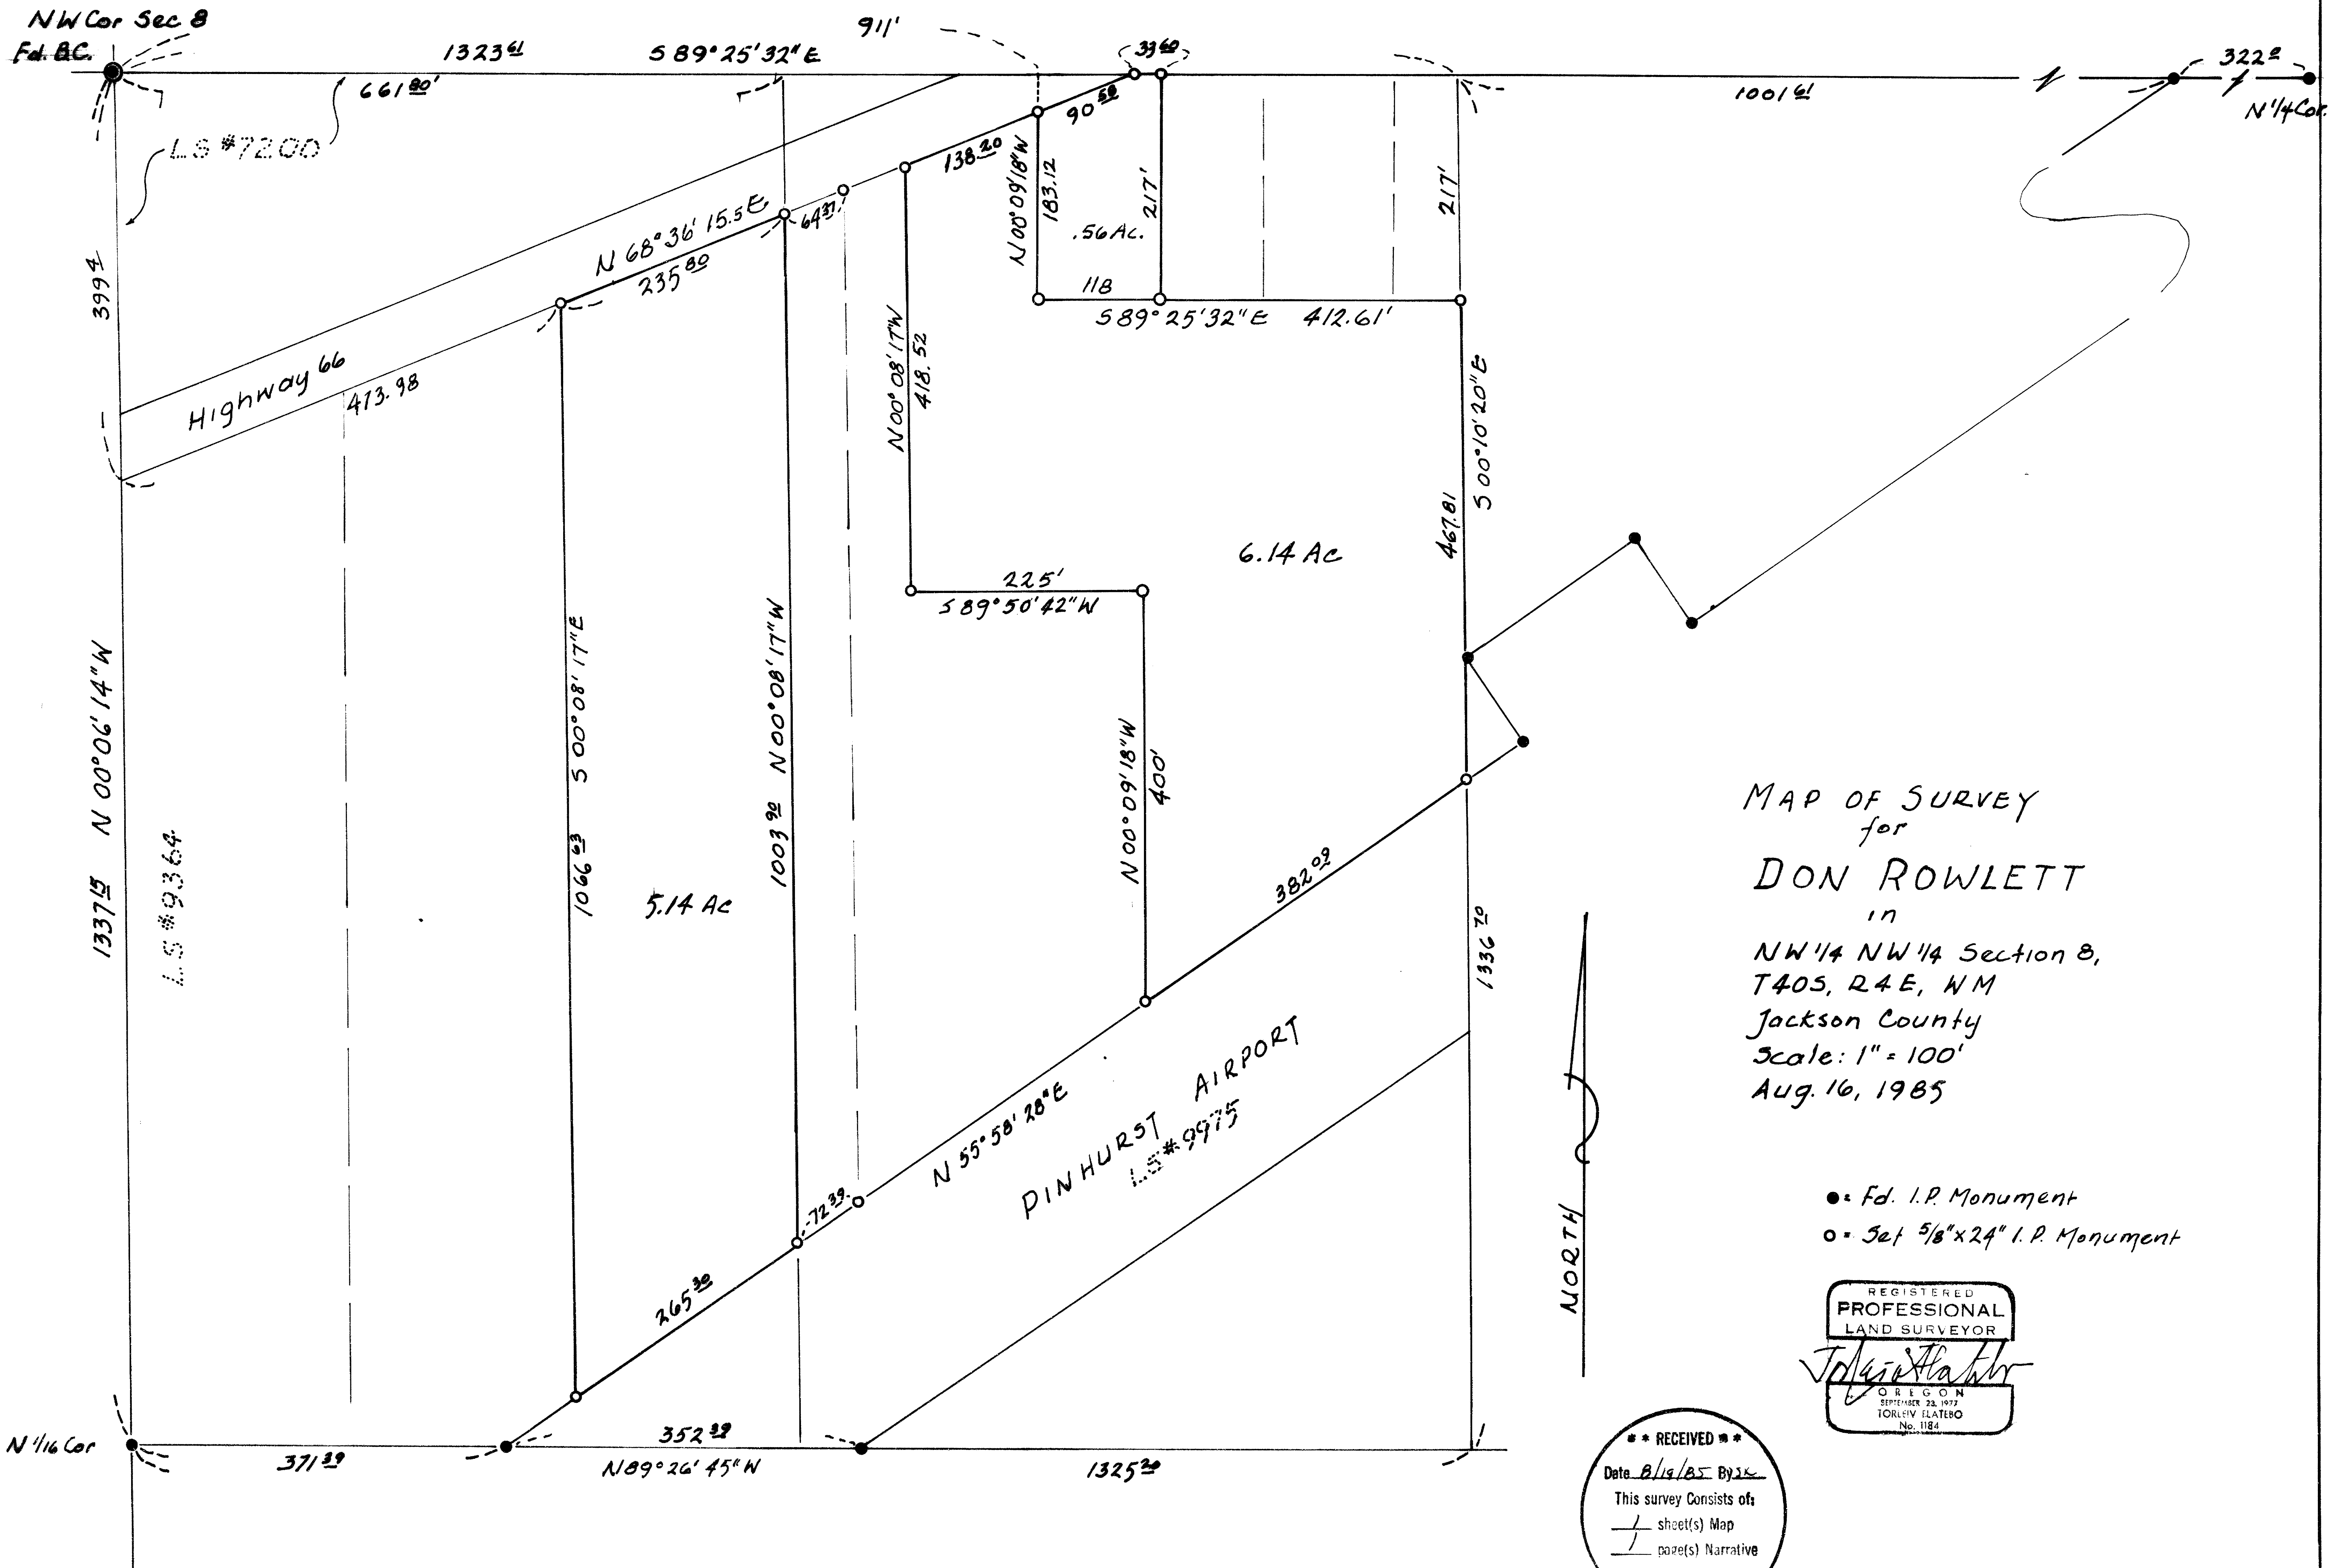 NW Cor Sec 8
Fd. B.C.
1323 61
S 89° 25' 32" E
911'
33 60
322 0
661 80'
1001 61
N 1/4 Cor.
LS #7200
90 50
138 20
N 00° 09' 18" W
183.12
217'
217'
.56 Ac.
N 68° 36' 15.5 E
64 37
235 80
118
S 89° 25' 32" E 412.61'
399 4
Highway 66
413.98
N 00° 08' 17" W
418.52
S 00° 10' 20" E
467.81
6.14 Ac
225'
S 89° 50' 42" W
1337 15 N 00° 06' 14" W
LS #9364
1066 63 S 00° 08' 17" E
5.14 Ac
1003 90 N 00° 08' 17" W
N 00° 09' 18" W
400'
382 09
1336 70
N 55° 58' 28" E
72 39
265 30
PINHURST AIRPORT
LS #9975
N 1/16 Cor
371 39
352 39
N 89° 26' 45" W
1325 20
MAP OF SURVEY
for
DON ROWLETT
in
NW 1/4 NW 1/4 Section 8,
T40S, R4E, WM
Jackson County
Scale: 1" = 100'
Aug. 16, 1985
NORTH
= Fd. I.P. Monument
= Set 5/8" x 24" I.P. Monument
REGISTERED
PROFESSIONAL
LAND SURVEYOR
OREGON
SEPTEMBER 23, 1977
TORLEIV FLATEBO
No. 1184
* * RECEIVED * *
Date 8/19/85 By
This survey Consists of:
1 sheet(s) Map
1 page(s) Narrative